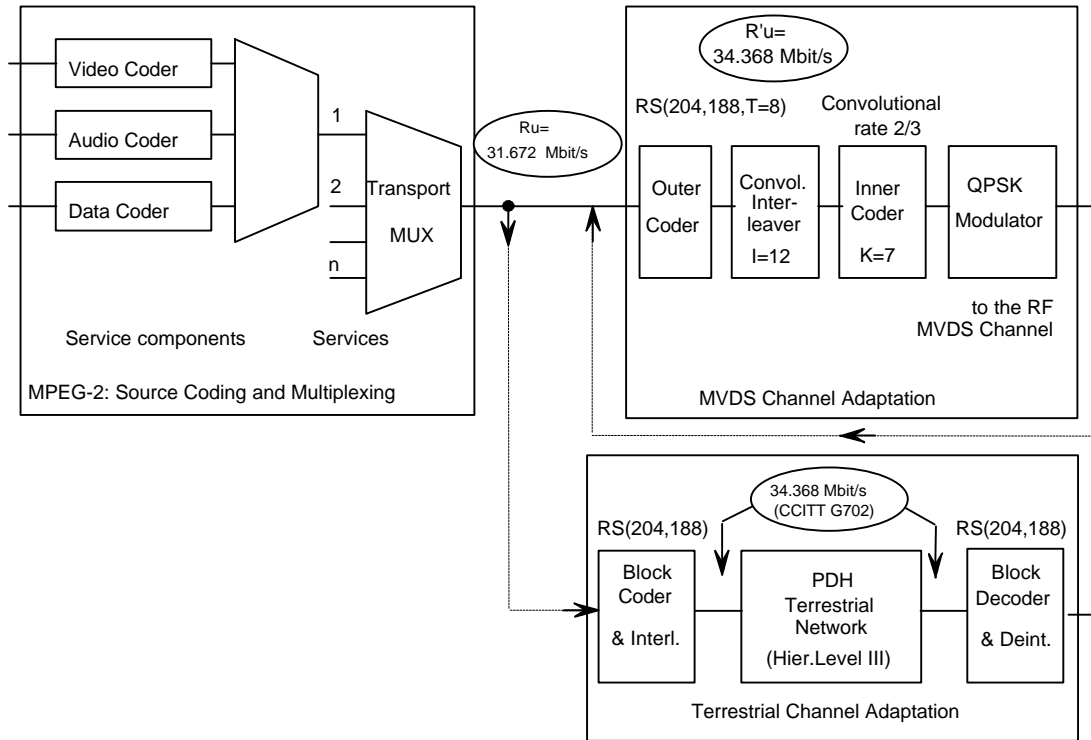 Video Coder
Audio Coder
Data Coder
1
2
n
Transport
MUX
Service components
Services
MPEG-2: Source Coding and Multiplexing
Ru=
31.672 Mbit/s
R'u=
34.368 Mbit/s
RS(204,188,T=8)
Convolutional
rate 2/3
Outer
Coder
Convol.
Inter-
leaver
I=12
Inner
Coder
K=7
QPSK
Modulator
to the RF
MVDS Channel
MVDS Channel Adaptation
34.368 Mbit/s
(CCITT G702)
RS(204,188)
RS(204,188)
Block
Coder
& Interl.
PDH
Terrestrial
Network
(Hier.Level III)
Block
Decoder
& Deint.
Terrestrial Channel Adaptation